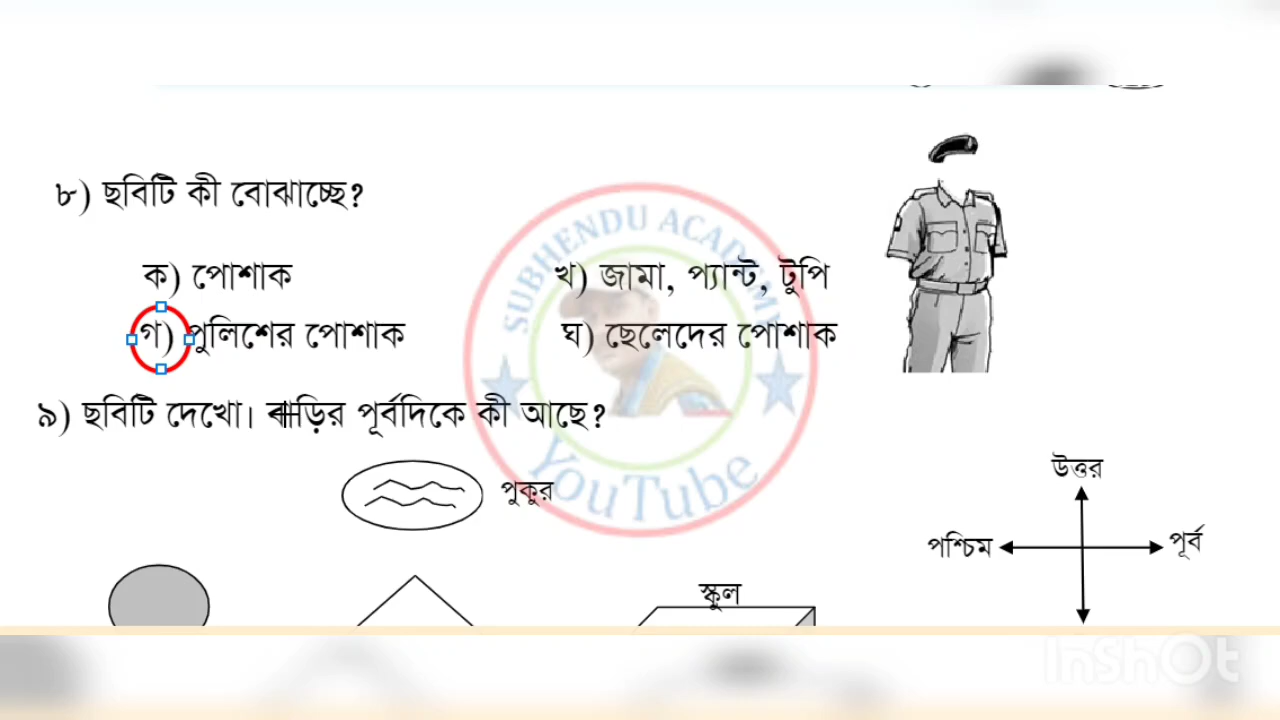 ৮) ছবিটি কী বোঝাচ্ছে?
ক) পোশাক খ) জামা, প্যান্ট, টুপি
গ) পুলিশের পোশাক ঘ) ছেলেদের পোশাক
৯) ছবিটি দেখো। বাড়ির পূর্বদিকে কী আছে?
পুকুর
উত্তর
পশ্চিম পূর্ব
স্কুল
SUBHENDU ACADEMY
YouTube
InShOt